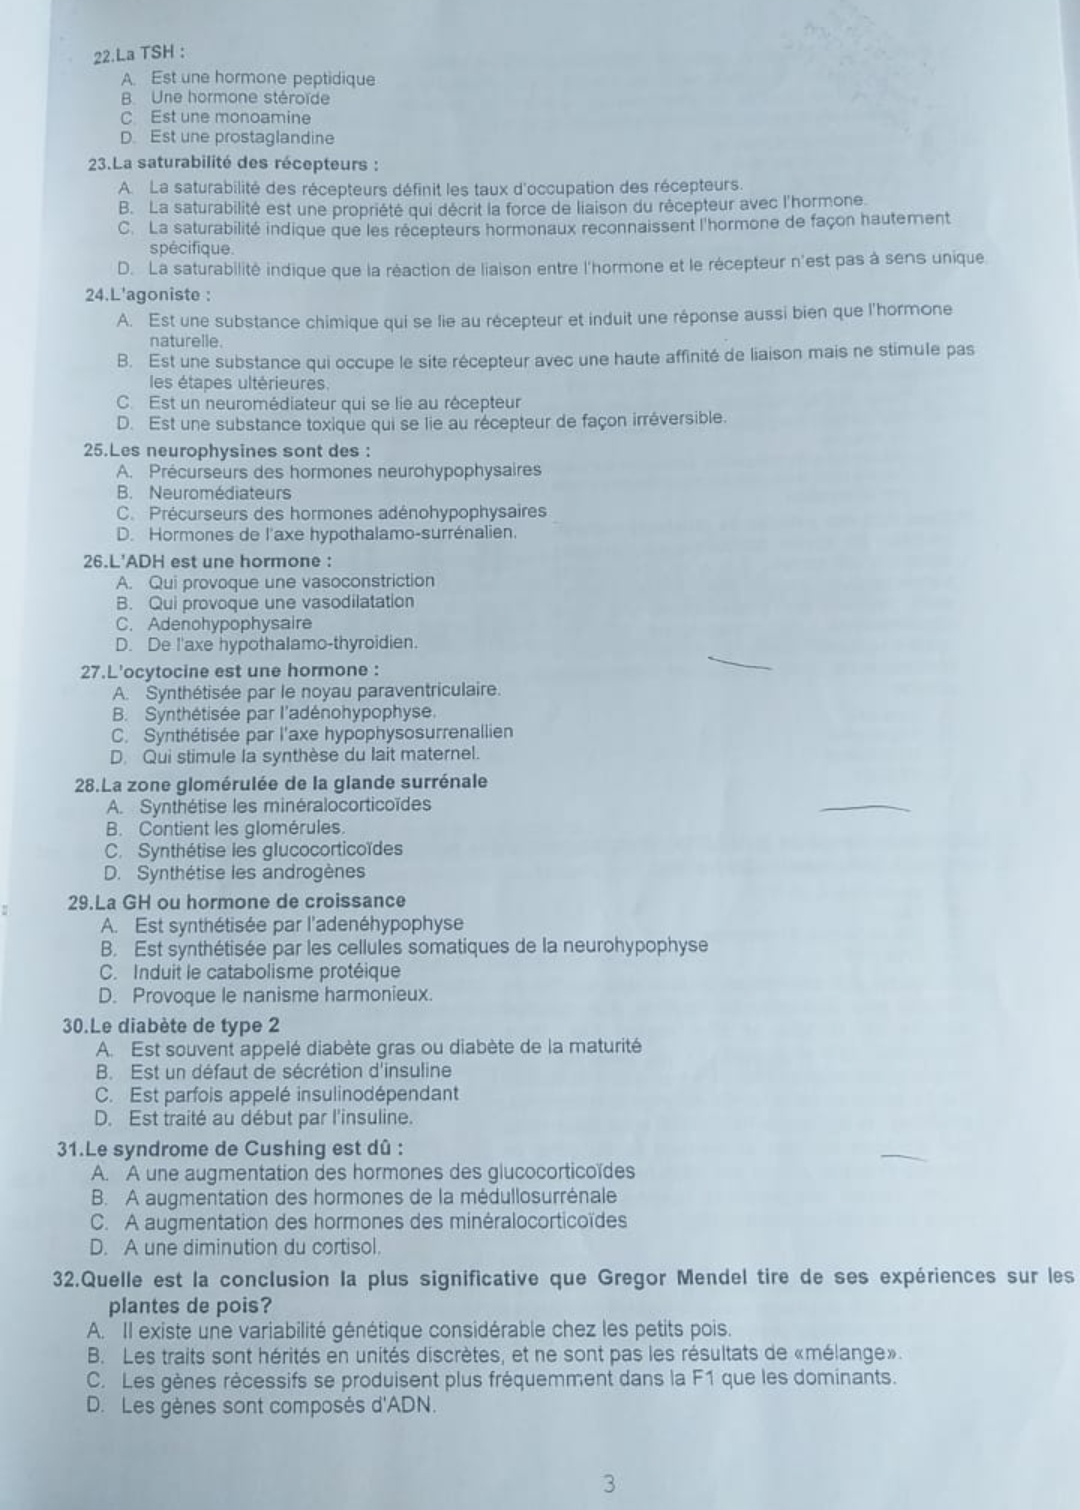 22.La TSH :
A. Est une hormone peptidique
B. Une hormone stéroïde
C. Est une monoamine
D. Est une prostaglandine
23.La saturabilité des récepteurs :
A. La saturabilité des récepteurs définit les taux d'occupation des récepteurs.
B. La saturabilité est une propriété qui décrit la force de liaison du récepteur avec l'hormone.
C. La saturabilité indique que les récepteurs hormonaux reconnaissent l'hormone de façon hautement
spécifique.
D. La saturabilité indique que la réaction de liaison entre l'hormone et le récepteur n'est pas à sens unique.
24.L'agoniste :
A. Est une substance chimique qui se lie au récepteur et induit une réponse aussi bien que l'hormone
naturelle.
B. Est une substance qui occupe le site récepteur avec une haute affinité de liaison mais ne stimule pas
les étapes ultérieures.
C. Est un neuromédiateur qui se lie au récepteur
D. Est une substance toxique qui se lie au récepteur de façon irréversible.
25.Les neurophysines sont des :
A. Précurseurs des hormones neurohypophysaires
B. Neuromédiateurs
C. Précurseurs des hormones adénohypophysaires
D. Hormones de l'axe hypothalamo-surrénalien.
26.L'ADH est une hormone :
A. Qui provoque une vasoconstriction
B. Qui provoque une vasodilatation
C. Adenohypophysaire
D. De l'axe hypothalamo-thyroidien.
27.L'ocytocine est une hormone :
A. Synthétisée par le noyau paraventriculaire.
B. Synthétisée par l'adénohypophyse.
C. Synthétisée par l'axe hypophysosurrenallien
D. Qui stimule la synthèse du lait maternel.
28.La zone glomérulée de la glande surrénale
A. Synthétise les minéralocorticoïdes
B. Contient les glomérules.
C. Synthétise les glucocorticoïdes
D. Synthétise les androgènes
29.La GH ou hormone de croissance
A. Est synthétisée par l'adenéhypophyse
B. Est synthétisée par les cellules somatiques de la neurohypophyse
C. Induit le catabolisme protéique
D. Provoque le nanisme harmonieux.
30.Le diabète de type 2
A. Est souvent appelé diabète gras ou diabète de la maturité
B. Est un défaut de sécrétion d'insuline
C. Est parfois appelé insulinodépendant
D. Est traité au début par l'insuline.
31.Le syndrome de Cushing est dû :
A. A une augmentation des hormones des glucocorticoïdes
B. A augmentation des hormones de la médullosurrénale
C. A augmentation des hormones des minéralocorticoïdes
D. A une diminution du cortisol.
32.Quelle est la conclusion la plus significative que Gregor Mendel tire de ses expériences sur les
plantes de pois?
A. Il existe une variabilité génétique considérable chez les petits pois.
B. Les traits sont hérités en unités discrètes, et ne sont pas les résultats de «mélange».
C. Les gènes récessifs se produisent plus fréquemment dans la F1 que les dominants.
D. Les gènes sont composés d'ADN.
3